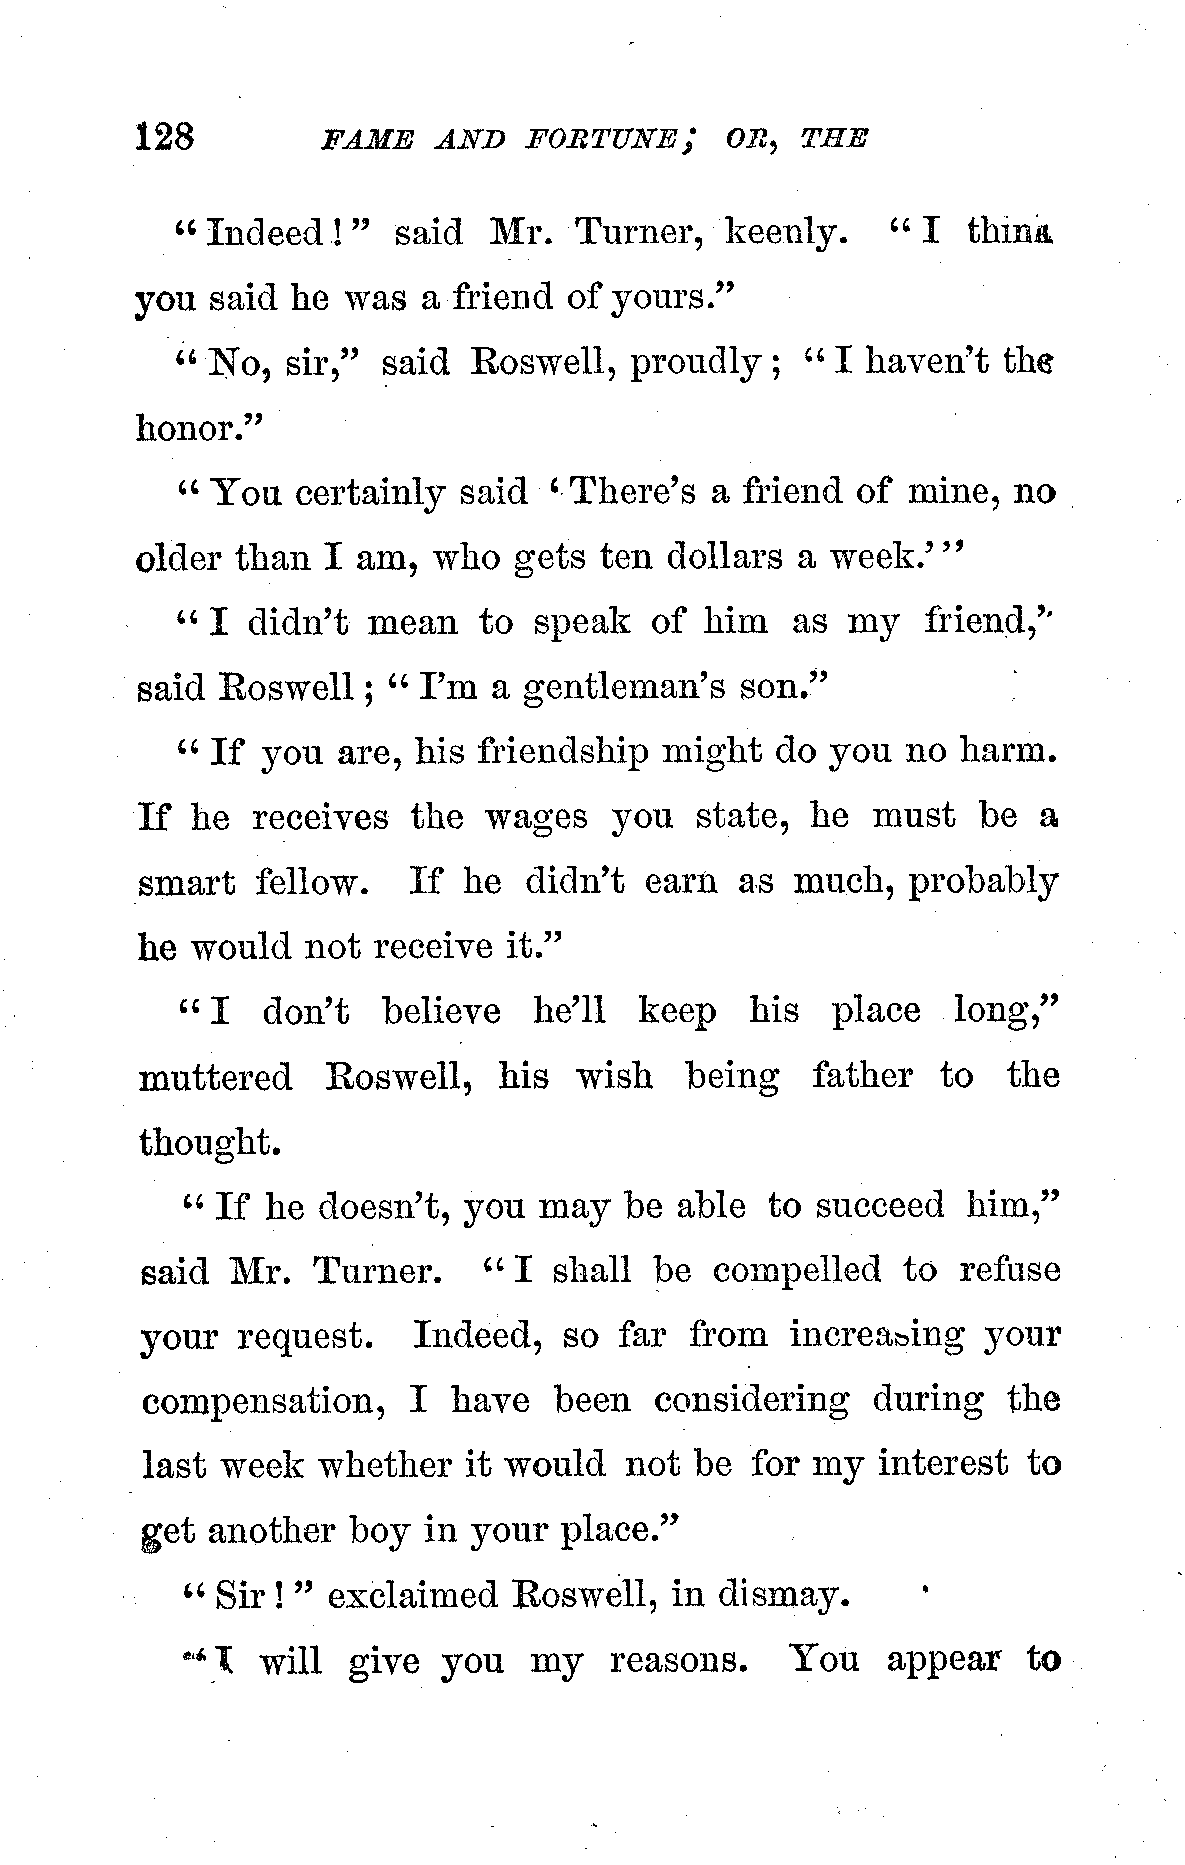 128 FAME AND FORTUNE; OR, THE
"Indeed!" said Mr. Turner, keenly. "I think
you said he was a friend of yours."
"No, sir," said Roswell, proudly; "I haven't the
honor."
"You certainly said 'There's a friend of mine, no
older than I am, who gets ten dollars a week.'"
"I didn't mean to speak of him as my friend,"
said Roswell; "I'm a gentleman's son."
"If you are, his friendship might do you no harm.
If he receives the wages you state, he must be a
smart fellow. If he didn't earn as much, probably
he would not receive it."
"I don't believe he'll keep his place long,"
muttered Roswell, his wish being father to the
thought.
"If he doesn't, you may be able to succeed him,"
said Mr. Turner. "I shall be compelled to refuse
your request. Indeed, so far from increasing your
compensation, I have been considering during the
last week whether it would not be for my interest to
get another boy in your place."
"Sir!" exclaimed Roswell, in dismay.
"I will give you my reasons. You appear to